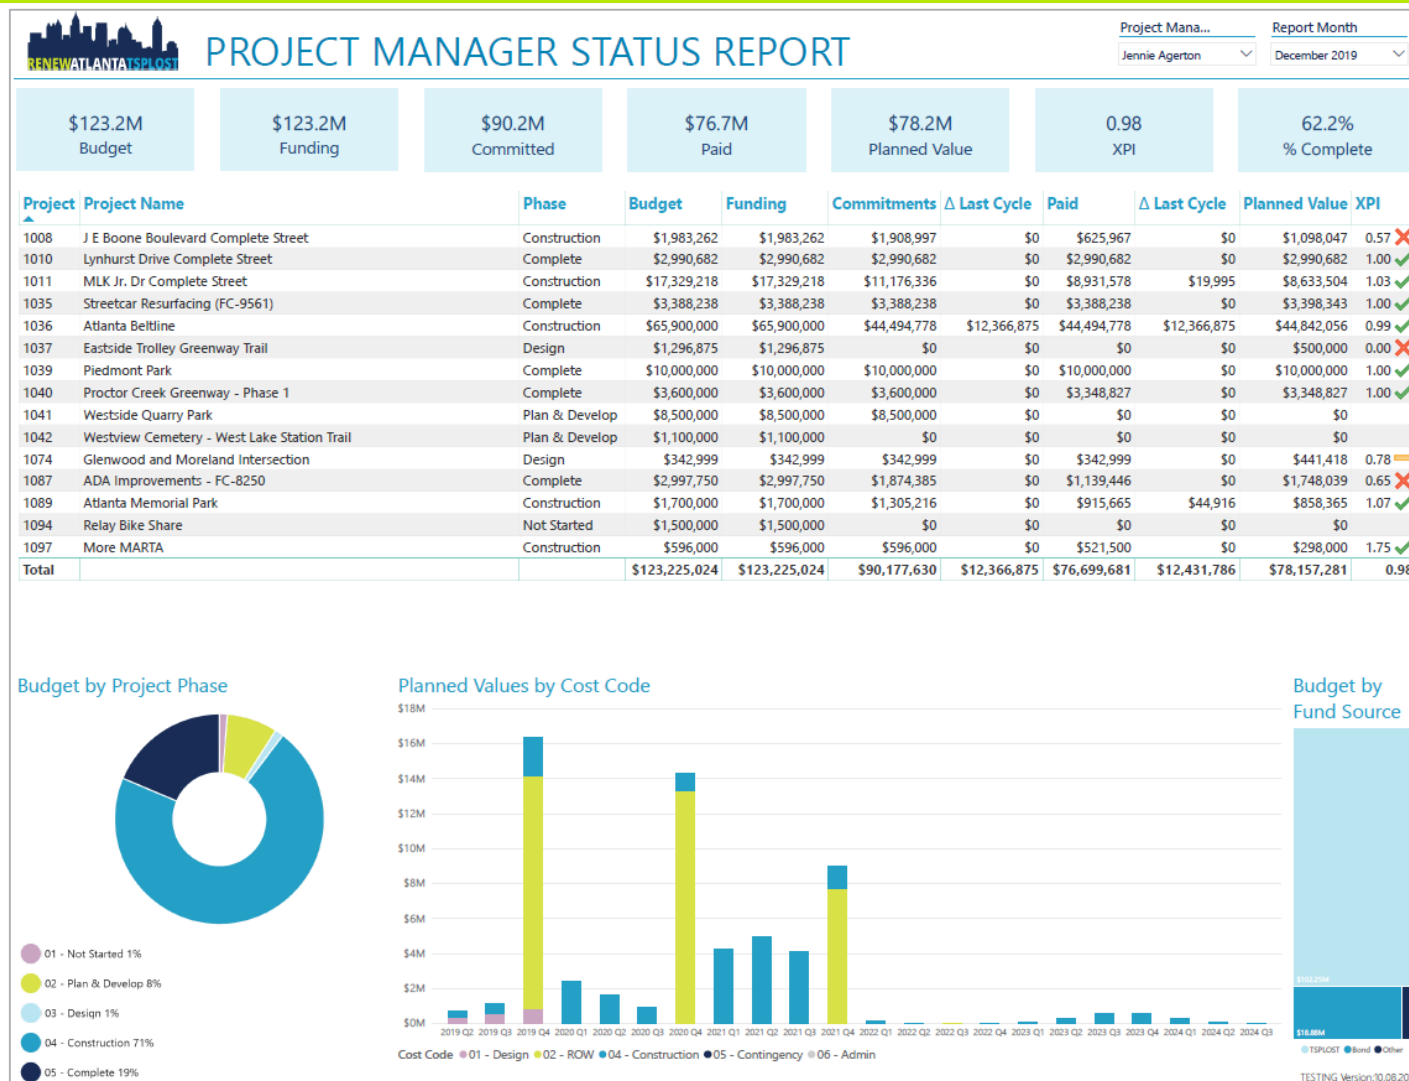 RENEWATLANTATSPLOST
PROJECT MANAGER STATUS REPORT
Project Mana...
Jennie Agerton
Report Month
December 2019
$123.2M
Budget
$123.2M
Funding
$90.2M
Committed
$76.7M
Paid
$78.2M
Planned Value
0.98
XPI
62.2%
% Complete
Project Project Name Phase Budget Funding Commitments Δ Last Cycle Paid Δ Last Cycle Planned Value XPI
1008 J E Boone Boulevard Complete Street Construction $1,983,262 $1,983,262 $1,908,997 $0 $625,967 $0 $1,098,047 0.57
1010 Lynhurst Drive Complete Street Complete $2,990,682 $2,990,682 $2,990,682 $0 $2,990,682 $0 $2,990,682 1.00
1011 MLK Jr. Dr Complete Street Construction $17,329,218 $17,329,218 $11,176,336 $0 $8,931,578 $19,995 $8,633,504 1.03
1035 Streetcar Resurfacing (FC-9561) Complete $3,388,238 $3,388,238 $3,388,238 $0 $3,388,238 $0 $3,398,343 1.00
1036 Atlanta Beltline Construction $65,900,000 $65,900,000 $44,494,778 $12,366,875 $44,494,778 $12,366,875 $44,842,056 0.99
1037 Eastside Trolley Greenway Trail Design $1,296,875 $1,296,875 $0 $0 $0 $0 $500,000 0.00
1039 Piedmont Park Complete $10,000,000 $10,000,000 $10,000,000 $0 $10,000,000 $0 $10,000,000 1.00
1040 Proctor Creek Greenway - Phase 1 Complete $3,600,000 $3,600,000 $3,600,000 $0 $3,348,827 $0 $3,348,827 1.00
1041 Westside Quarry Park Plan & Develop $8,500,000 $8,500,000 $8,500,000 $0 $0 $0 $0
1042 Westview Cemetery - West Lake Station Trail Plan & Develop $1,100,000 $1,100,000 $0 $0 $0 $0 $0
1074 Glenwood and Moreland Intersection Design $342,999 $342,999 $342,999 $0 $342,999 $0 $441,418 0.78
1087 ADA Improvements - FC-8250 Complete $2,997,750 $2,997,750 $1,874,385 $0 $1,139,446 $0 $1,748,039 0.65
1089 Atlanta Memorial Park Construction $1,700,000 $1,700,000 $1,305,216 $0 $915,665 $44,916 $858,365 1.07
1094 Relay Bike Share Not Started $1,500,000 $1,500,000 $0 $0 $0 $0 $0
1097 More MARTA Construction $596,000 $596,000 $596,000 $0 $521,500 $0 $298,000 1.75
Total $123,225,024 $123,225,024 $90,177,630 $12,366,875 $76,699,681 $12,431,786 $78,157,281 0.98
Budget by Project Phase
01 - Not Started 1%
02 - Plan & Develop 8%
03 - Design 1%
04 - Construction 71%
05 - Complete 19%
Planned Values by Cost Code
$18M
$16M
$14M
$12M
$10M
$8M
$6M
$4M
$2M
$0M
2019 Q2 2019 Q3 2019 Q4 2020 Q1 2020 Q2 2020 Q3 2020 Q4 2021 Q1 2021 Q2 2021 Q3 2021 Q4 2022 Q1 2022 Q2 2022 Q3 2022 Q4 2023 Q1 2023 Q2 2023 Q3 2023 Q4 2024 Q1 2024 Q2 2024 Q3
Cost Code 01 - Design 02 - ROW 04 - Construction 05 - Contingency 06 - Admin
Budget by
Fund Source
$102.25M
$18.88M
TSPLOST Bond Other
TESTING Version:10.08.20